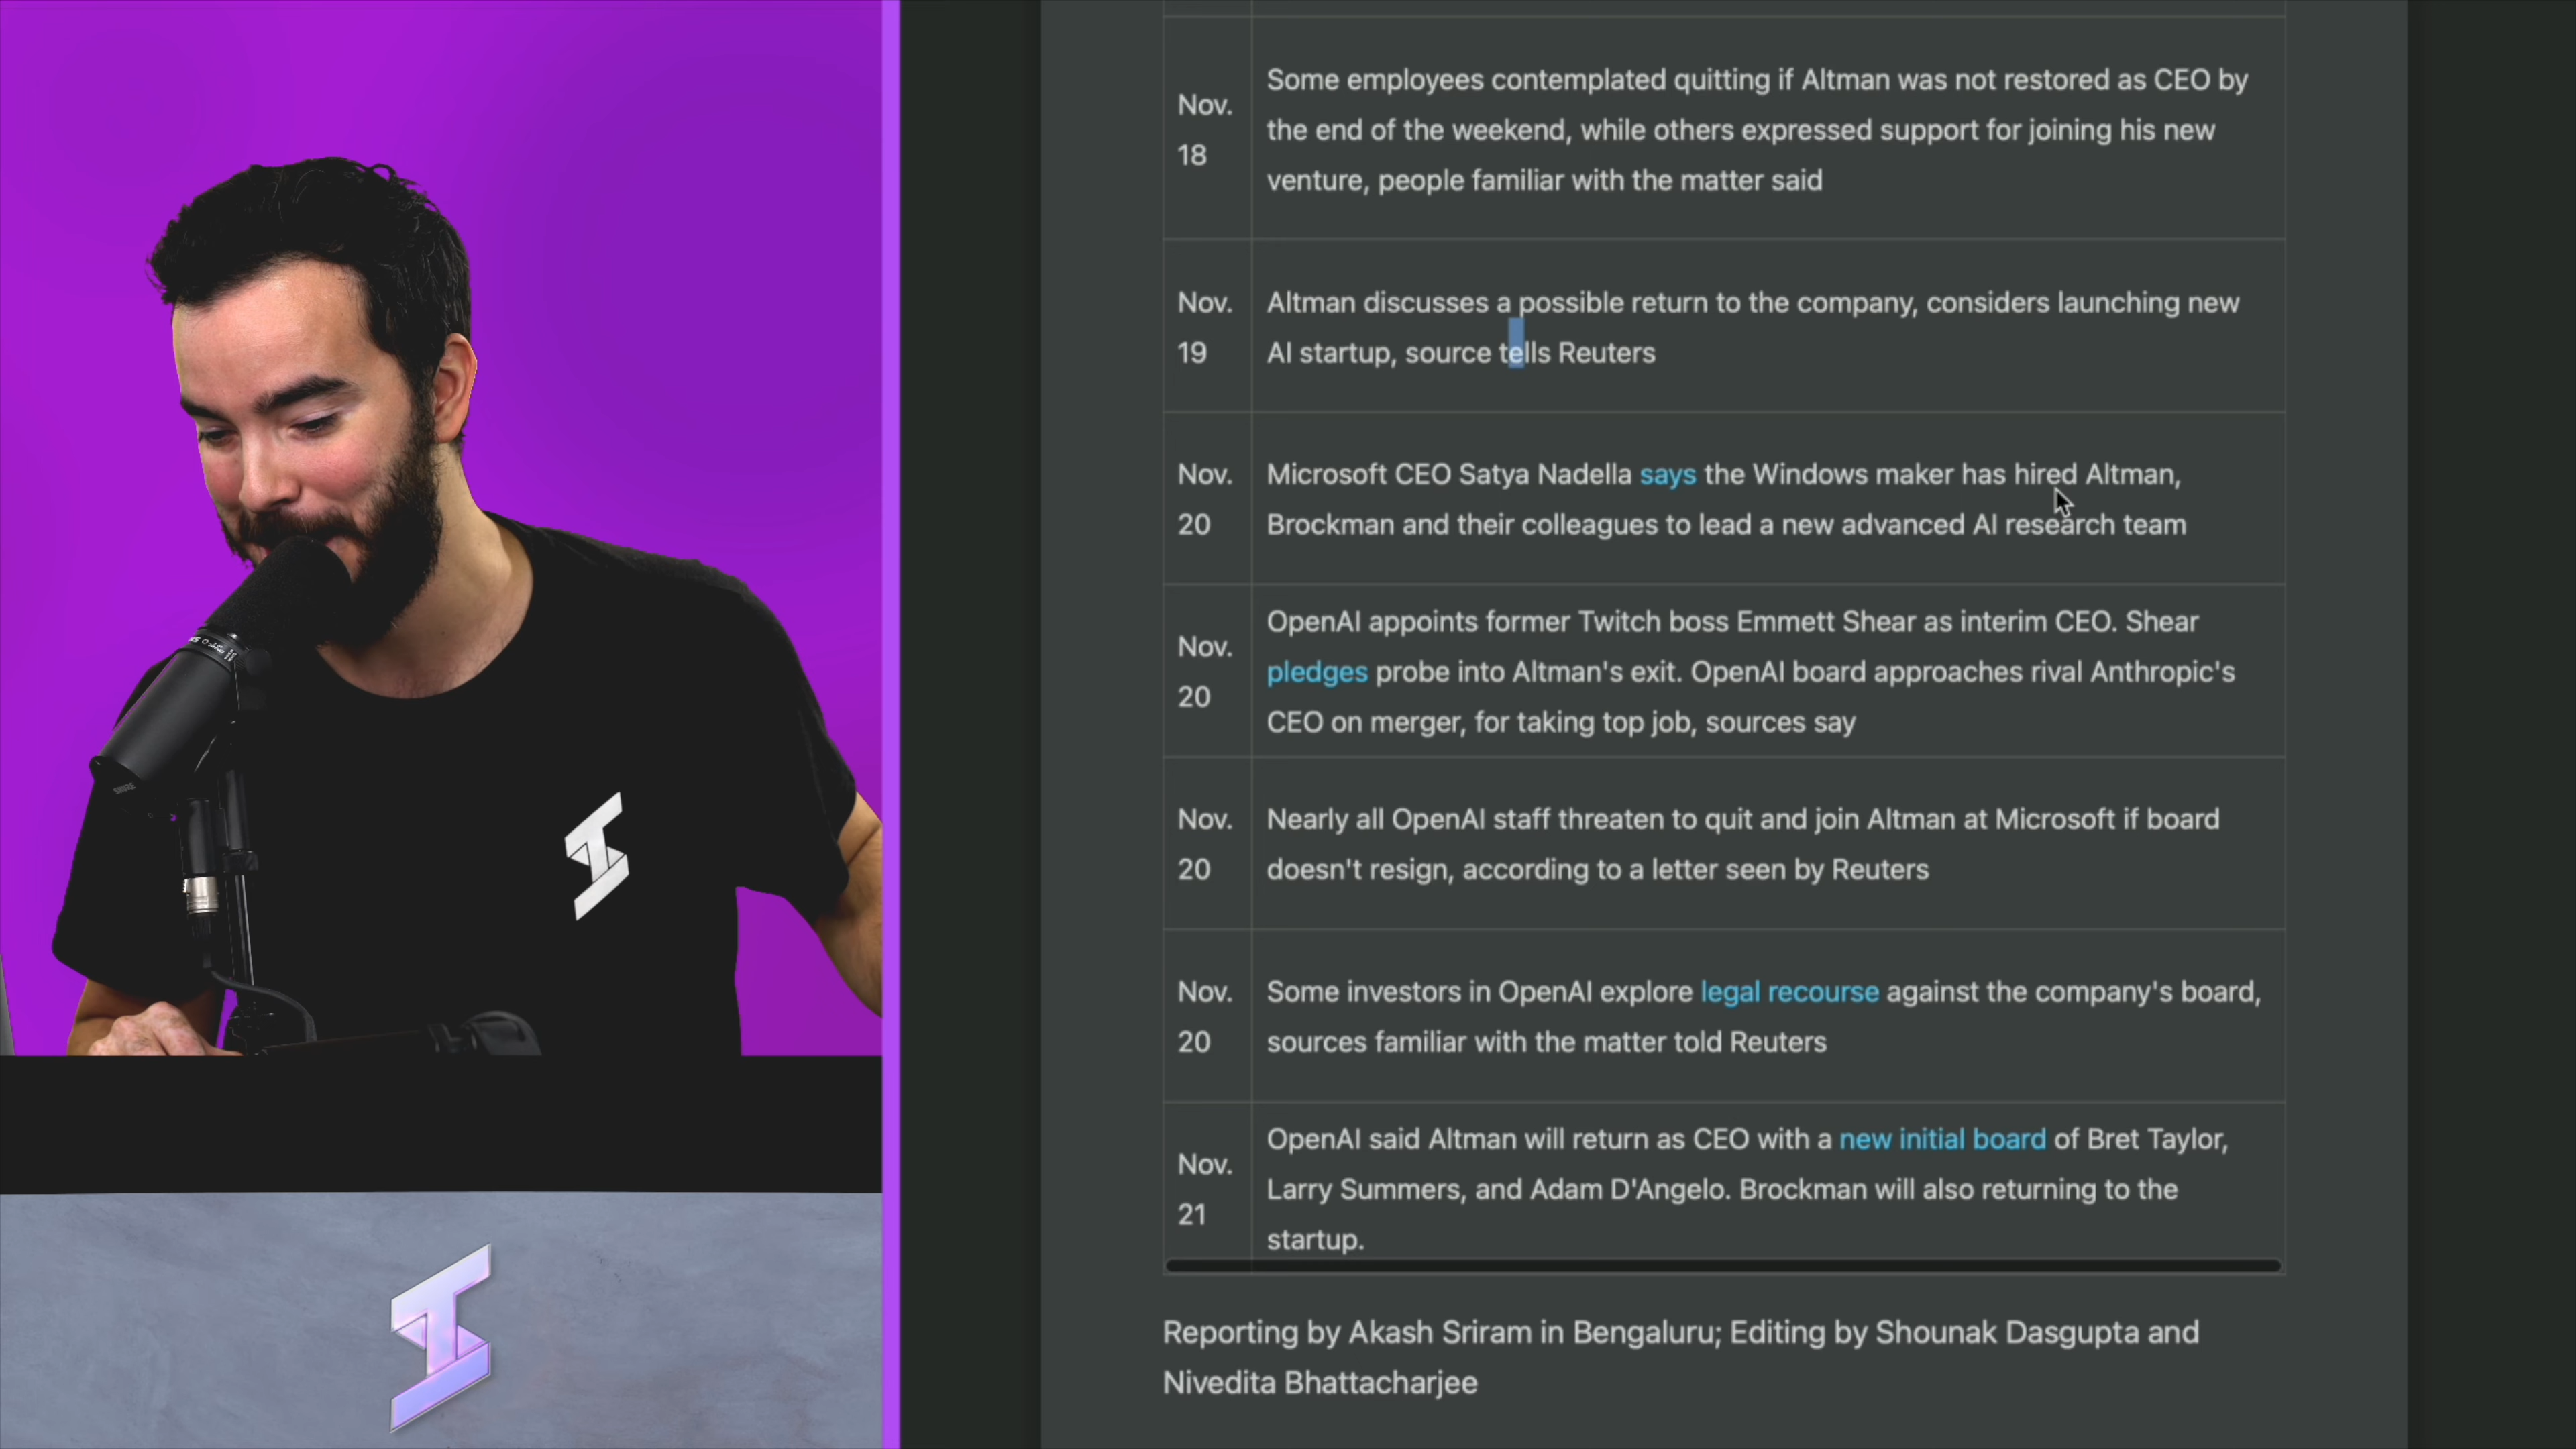 Nov.
18
Some employees contemplated quitting if Altman was not restored as CEO by
the end of the weekend, while others expressed support for joining his new
venture, people familiar with the matter said
Nov.
19
Altman discusses a possible return to the company, considers launching new
AI startup, source tells Reuters
Nov.
20
Microsoft CEO Satya Nadella says the Windows maker has hired Altman,
Brockman and their colleagues to lead a new advanced AI research team
Nov.
20
OpenAI appoints former Twitch boss Emmett Shear as interim CEO. Shear
pledges probe into Altman's exit. OpenAI board approaches rival Anthropic's
CEO on merger, for taking top job, sources say
Nov.
20
Nearly all OpenAI staff threaten to quit and join Altman at Microsoft if board
doesn't resign, according to a letter seen by Reuters
Nov.
20
Some investors in OpenAI explore legal recourse against the company's board,
sources familiar with the matter told Reuters
Nov.
21
OpenAI said Altman will return as CEO with a new initial board of Bret Taylor,
Larry Summers, and Adam D'Angelo. Brockman will also returning to the
startup.
Reporting by Akash Sriram in Bengaluru; Editing by Shounak Dasgupta and
Nivedita Bhattacharjee